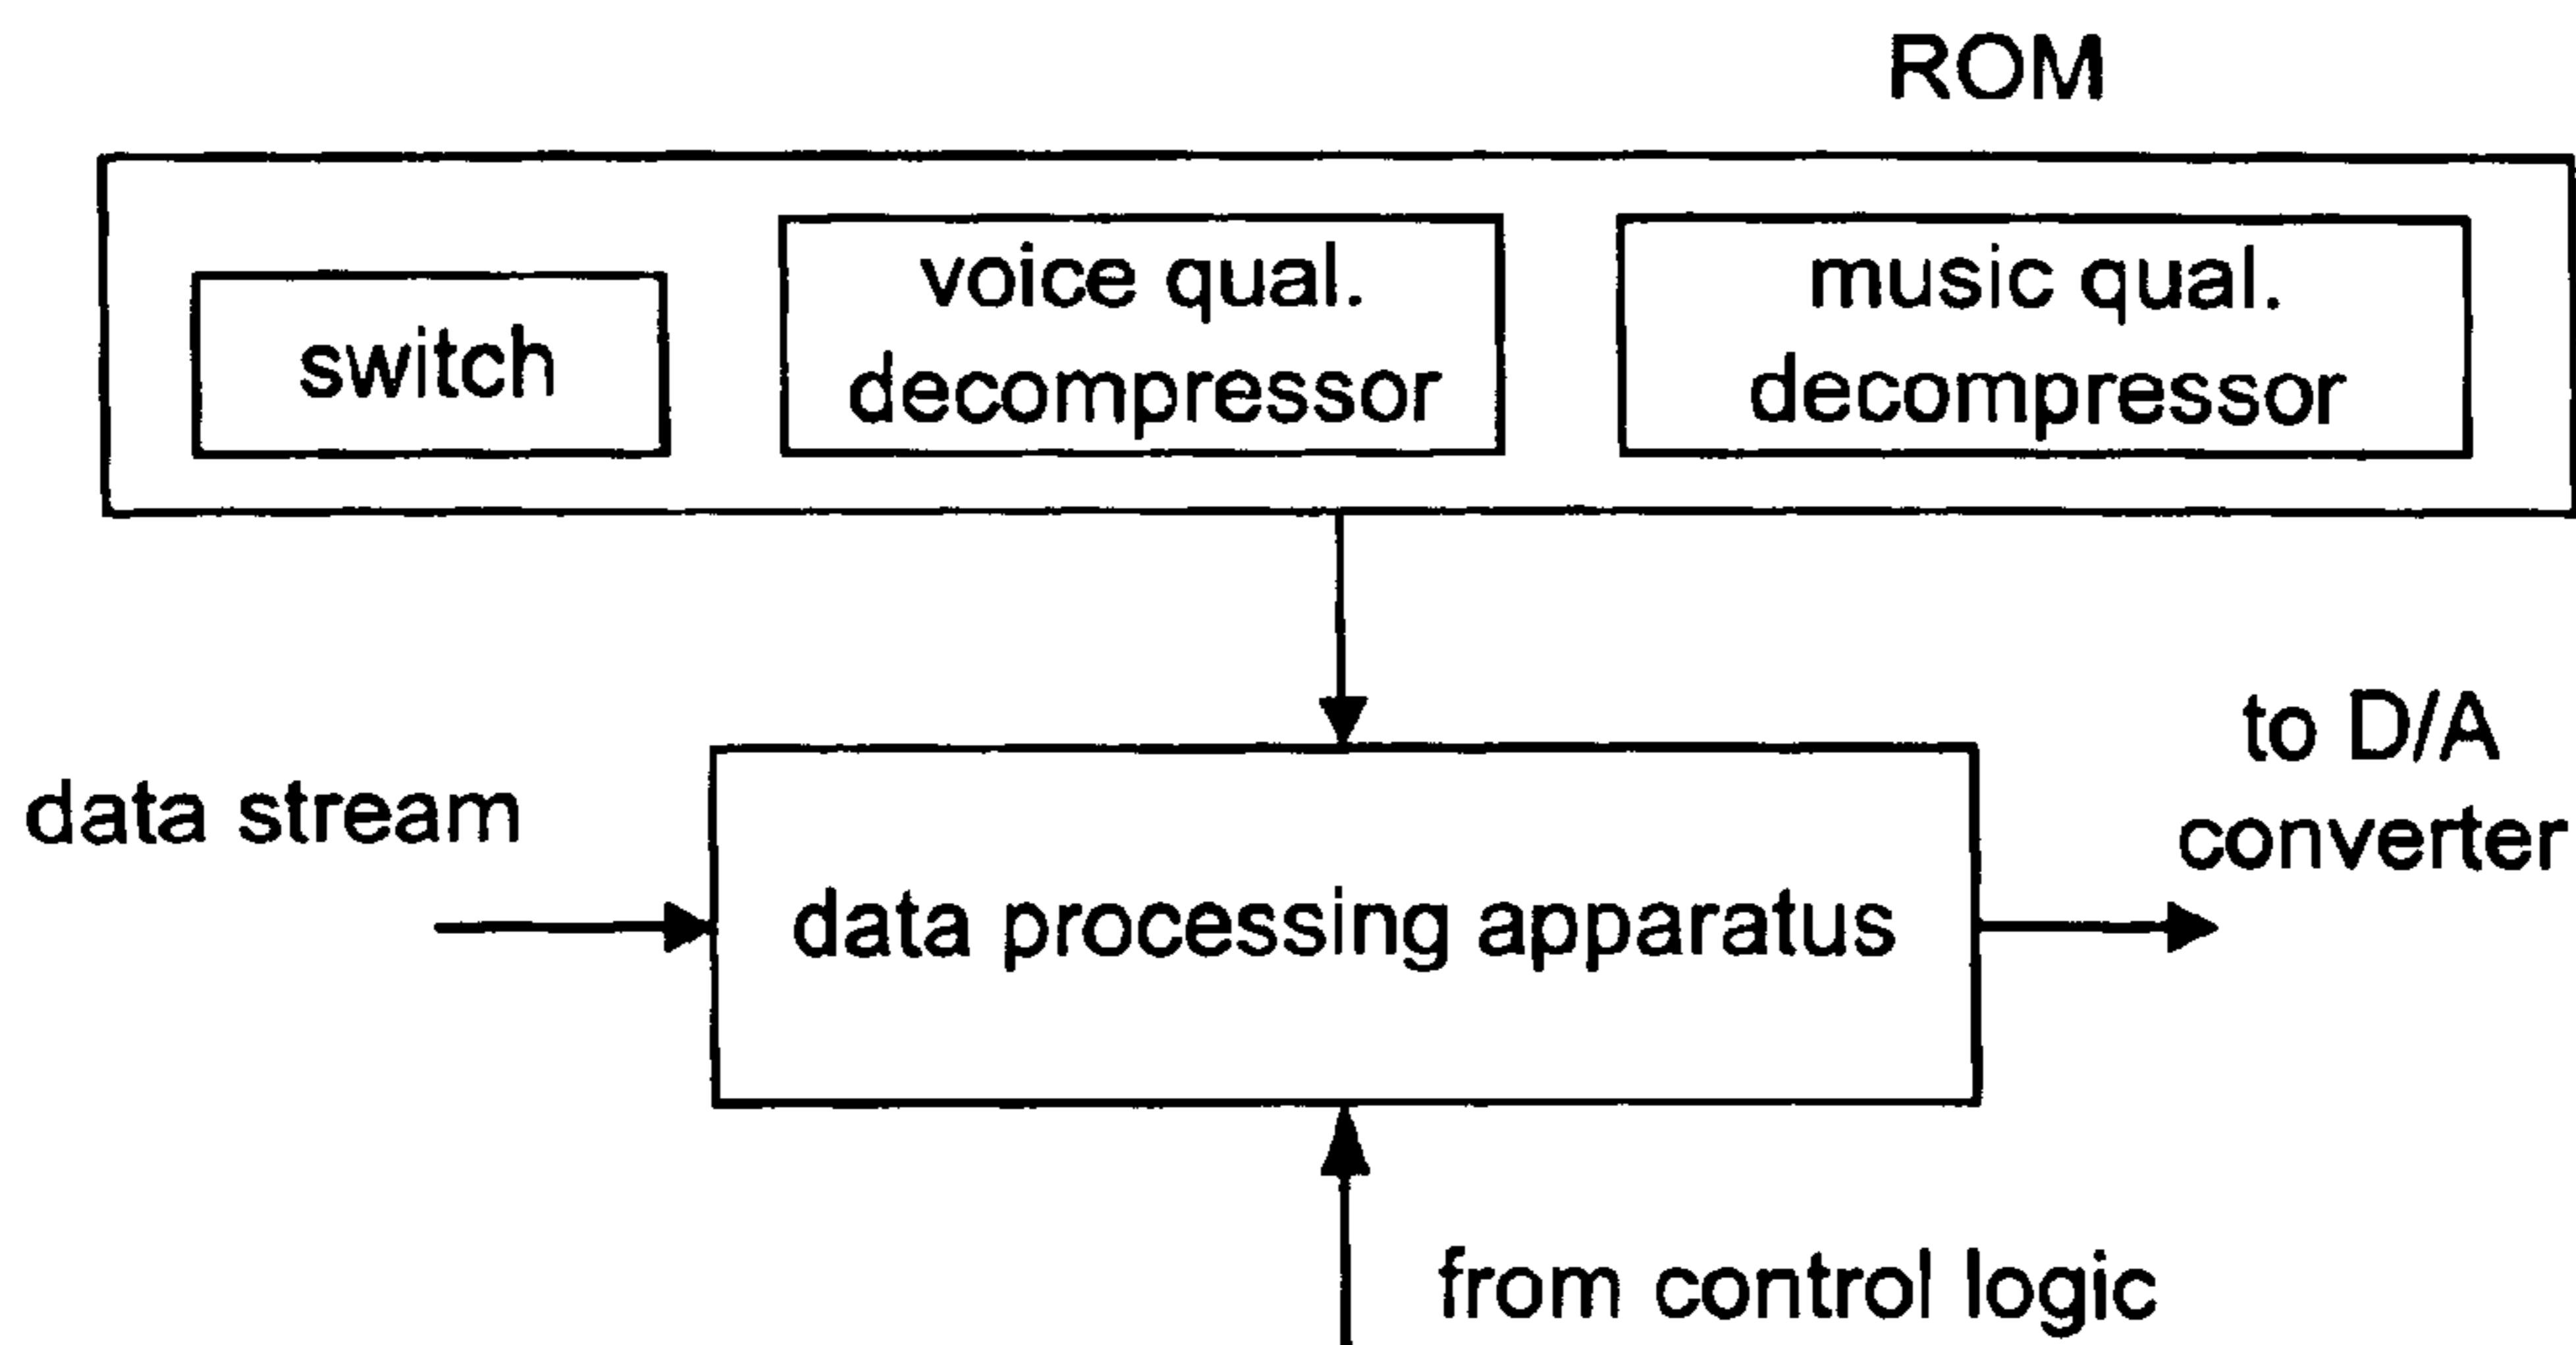 ROM
switch
voice qual.
decompressor
music qual.
decompressor
data stream
data processing apparatus
to D/A
converter
from control logic